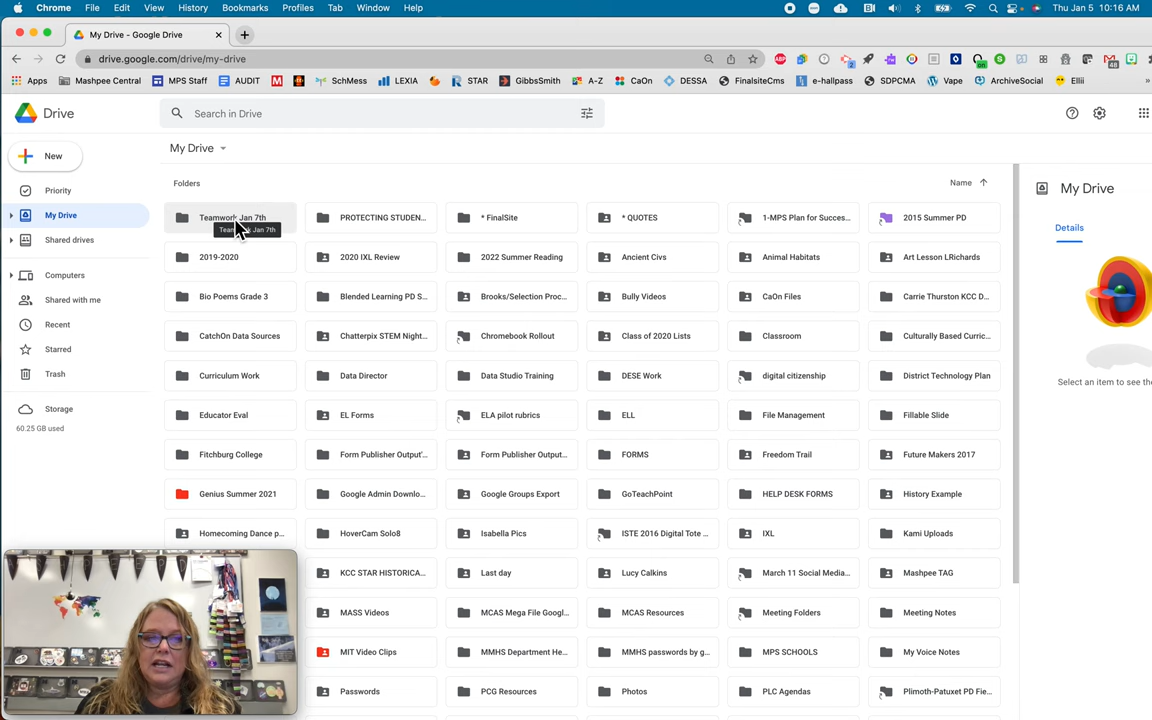 Chrome File Edit View History Bookmarks Profiles Tab Window Help Thu Jan 5 10:16 AM
My Drive - Google Drive
drive.google.com/drive/my-drive
Apps Mashpee Central MPS Staff AUDIT SchMess LEXIA STAR GibbsSmith A-Z CaOn DESSA FinalsiteCms e-hallpass SDPCMA Vape ArchiveSocial Ellii
Drive Search in Drive
New
My Drive
Priority
My Drive
Shared drives
Computers
Shared with me
Recent
Starred
Trash
Storage
60.25 GB used
Folders Name
Teamwork Jan 7th PROTECTING STUDEN... * FinalSite * QUOTES 1-MPS Plan for Succes... 2015 Summer PD
Jan 7th
2019-2020 2020 IXL Review 2022 Summer Reading Ancient Civs Animal Habitats Art Lesson LRichards
Bio Poems Grade 3 Blended Learning PD S... Brooks/Selection Proc... Bully Videos CaOn Files Carrie Thurston KCC D...
CatchOn Data Sources Chatterpix STEM Night... Chromebook Rollout Class of 2020 Lists Classroom Culturally Based Curric...
Curriculum Work Data Director Data Studio Training DESE Work digital citizenship District Technology Plan
Educator Eval EL Forms ELA pilot rubrics ELL File Management Fillable Slide
Fitchburg College Form Publisher Output'... Form Publisher Output... FORMS Freedom Trail Future Makers 2017
Genius Summer 2021 Google Admin Downlo... Google Groups Export GoTeachPoint HELP DESK FORMS History Example
Homecoming Dance p... HoverCam Solo8 Isabella Pics ISTE 2016 Digital Tote ... IXL Kami Uploads
KCC STAR HISTORICA... Last day Lucy Calkins March 11 Social Media... Mashpee TAG
MASS Videos MCAS Mega File Googl... MCAS Resources Meeting Folders Meeting Notes
MIT Video Clips MMHS Department He... MMHS passwords by g... MPS SCHOOLS My Voice Notes
Passwords PCG Resources Photos PLC Agendas Plimoth-Patuxet PD Fie...
My Drive
Details
Select an item to see the